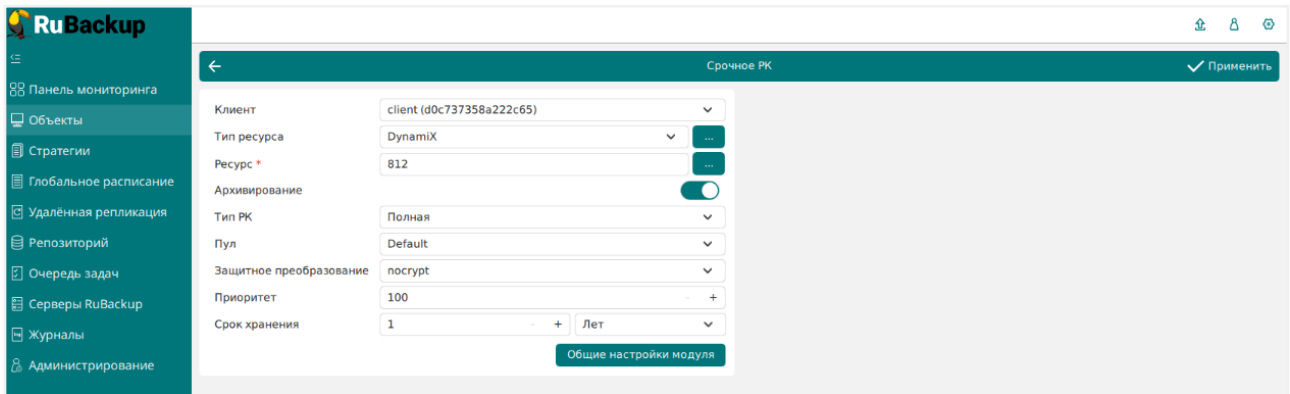 RuBackup
Срочное РК
Применить
Панель мониторинга
Объекты
Стратегии
Глобальное расписание
Удалённая репликация
Репозиторий
Очередь задач
Серверы RuBackup
Журналы
Администрирование
Клиент client (d0c737358a222c65)
Тип ресурса DynamiX ...
Ресурс * 812 ...
Архивирование
Тип РК Полная
Пул Default
Защитное преобразование nocrypt
Приоритет 100 - +
Срок хранения 1 - + Лет
Общие настройки модуля